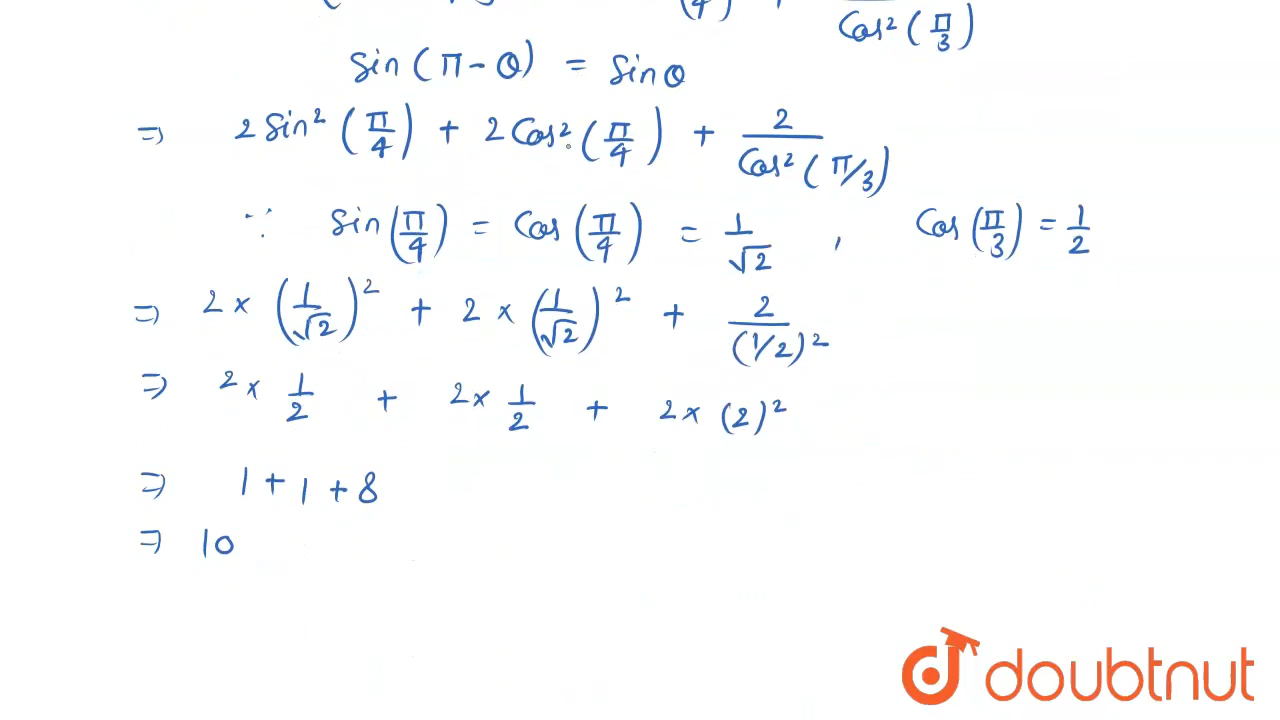 Cos² (π/3)
Sin (π - θ) = Sin θ
⇒ 2 Sin² (π/4) + 2 Cos² (π/4) + 2/Cos² (π/3)
∵ Sin (π/4) = Cos (π/4) = 1/√2 , Cos (π/3) = 1/2
⇒ 2 × (1/√2)² + 2 × (1/√2)² + 2/(1/2)²
⇒ 2 × 1/2 + 2 × 1/2 + 2 × (2)²
⇒ 1 + 1 + 8
⇒ 10
doubtnut